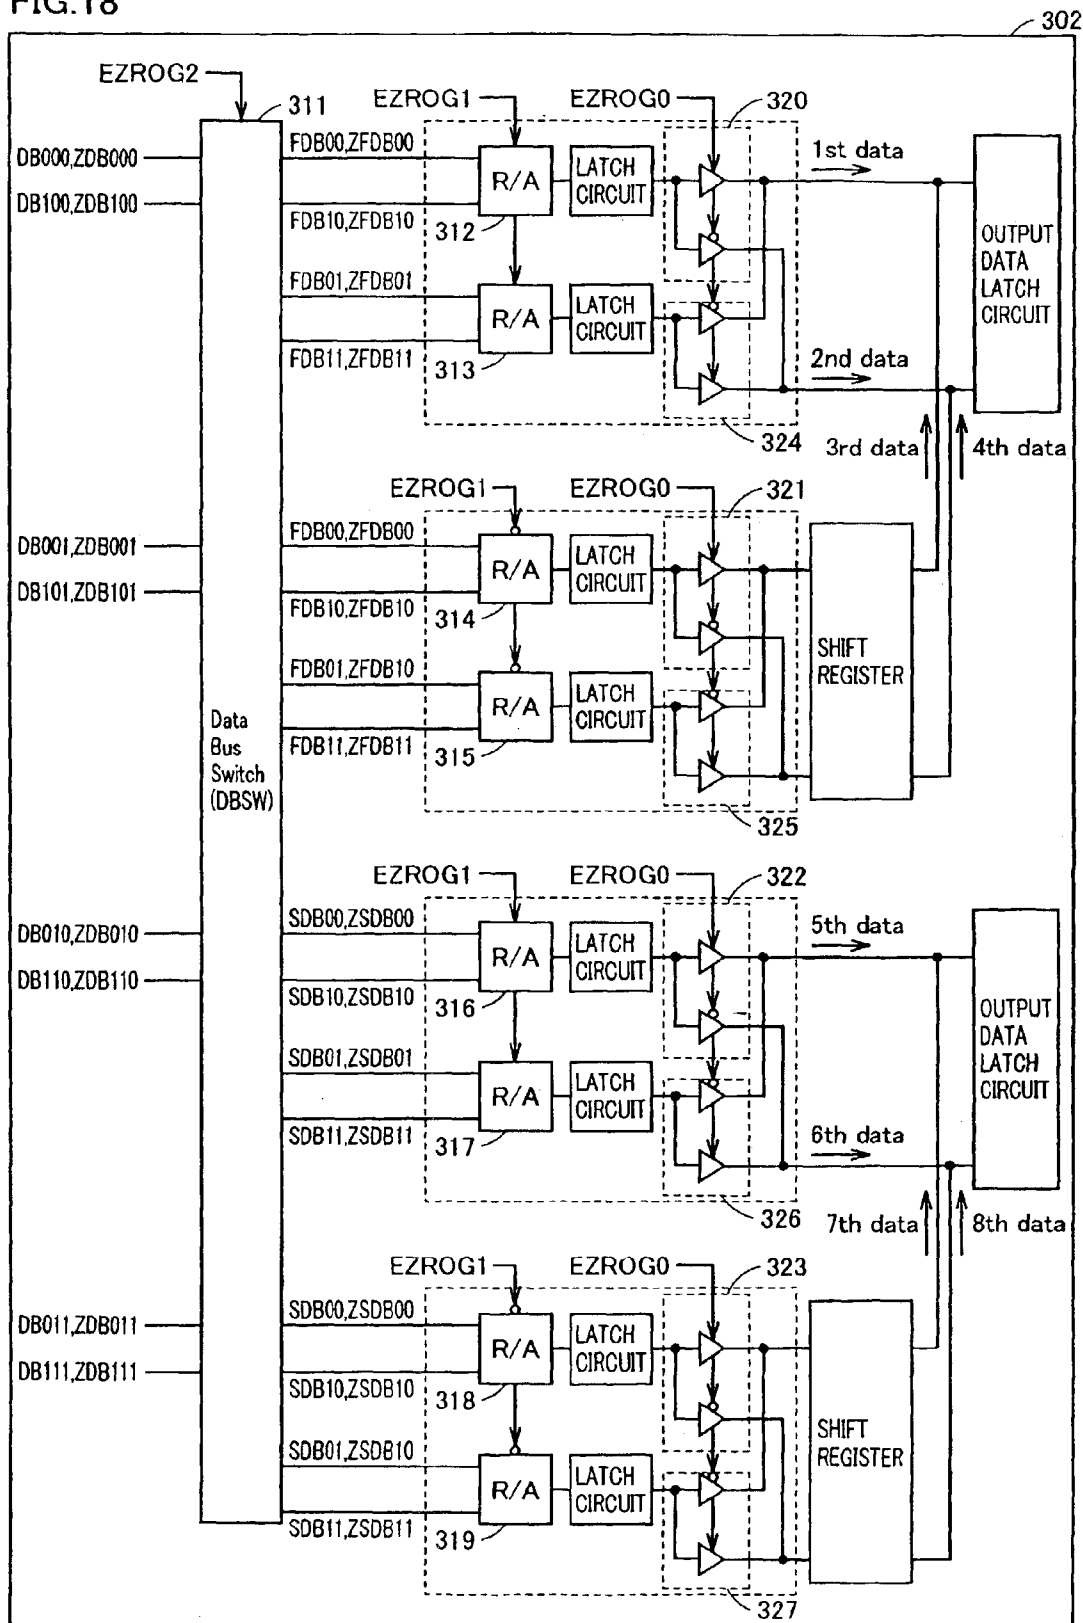 FIG.18
302
EZROG2
311
DB000,ZDB000
DB100,ZDB100
DB001,ZDB001
DB101,ZDB101
DB010,ZDB010
DB110,ZDB110
DB011,ZDB011
DB111,ZDB111
Data
Bus
Switch
(DBSW)
EZROG1
EZROG0
320
FDB00,ZFDB00
R/A
LATCH
CIRCUIT
1st data
FDB10,ZFDB10
312
FDB01,ZFDB01
R/A
LATCH
CIRCUIT
FDB11,ZFDB11
313
2nd data
324
OUTPUT
DATA
LATCH
CIRCUIT
3rd data
4th data
EZROG1
EZROG0
321
FDB00,ZFDB00
R/A
LATCH
CIRCUIT
FDB10,ZFDB10
314
FDB01,ZFDB10
R/A
LATCH
CIRCUIT
FDB11,ZFDB11
315
325
SHIFT
REGISTER
EZROG1
EZROG0
322
SDB00,ZSDB00
R/A
LATCH
CIRCUIT
5th data
SDB10,ZSDB10
316
SDB01,ZSDB01
R/A
LATCH
CIRCUIT
SDB11,ZSDB11
317
6th data
326
OUTPUT
DATA
LATCH
CIRCUIT
7th data
8th data
EZROG1
EZROG0
323
SDB00,ZSDB00
R/A
LATCH
CIRCUIT
SDB10,ZSDB10
318
SDB01,ZSDB10
R/A
LATCH
CIRCUIT
SDB11,ZSDB11
319
327
SHIFT
REGISTER